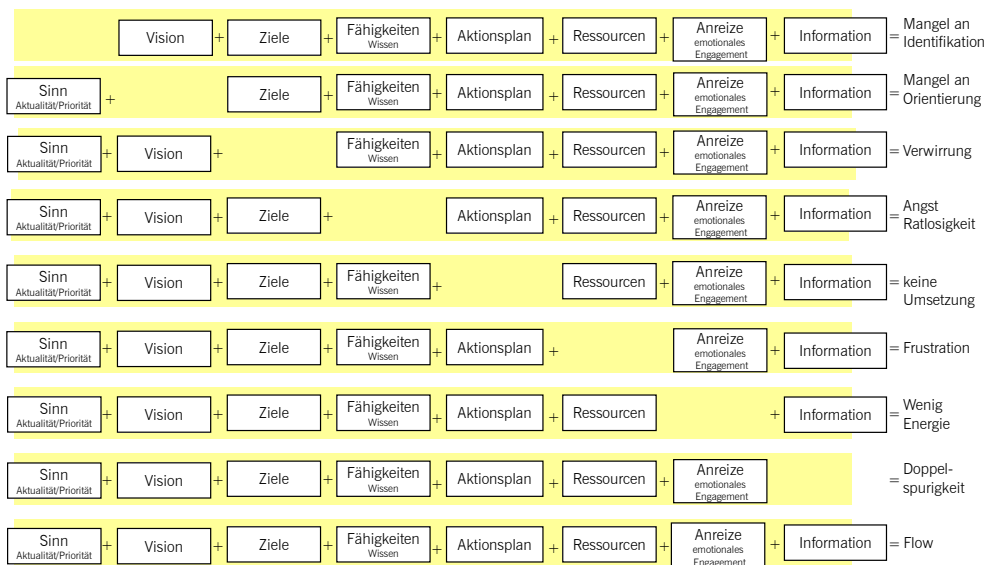 Vision + Ziele + Fähigkeiten Wissen + Aktionsplan + Ressourcen + Anreize emotionales Engagement + Information = Mangel an Identifikation
Sinn Aktualität/Priorität + Ziele + Fähigkeiten Wissen + Aktionsplan + Ressourcen + Anreize emotionales Engagement + Information = Mangel an Orientierung
Sinn Aktualität/Priorität + Vision + Fähigkeiten Wissen + Aktionsplan + Ressourcen + Anreize emotionales Engagement + Information = Verwirrung
Sinn Aktualität/Priorität + Vision + Ziele + Aktionsplan + Ressourcen + Anreize emotionales Engagement + Information = Angst Ratlosigkeit
Sinn Aktualität/Priorität + Vision + Ziele + Fähigkeiten Wissen + Ressourcen + Anreize emotionales Engagement + Information = keine Umsetzung
Sinn Aktualität/Priorität + Vision + Ziele + Fähigkeiten Wissen + Aktionsplan + Anreize emotionales Engagement + Information = Frustration
Sinn Aktualität/Priorität + Vision + Ziele + Fähigkeiten Wissen + Aktionsplan + Ressourcen + Information = Wenig Energie
Sinn Aktualität/Priorität + Vision + Ziele + Fähigkeiten Wissen + Aktionsplan + Ressourcen + Anreize emotionales Engagement = Doppel-spurigkeit
Sinn Aktualität/Priorität + Vision + Ziele + Fähigkeiten Wissen + Aktionsplan + Ressourcen + Anreize emotionales Engagement + Information = Flow